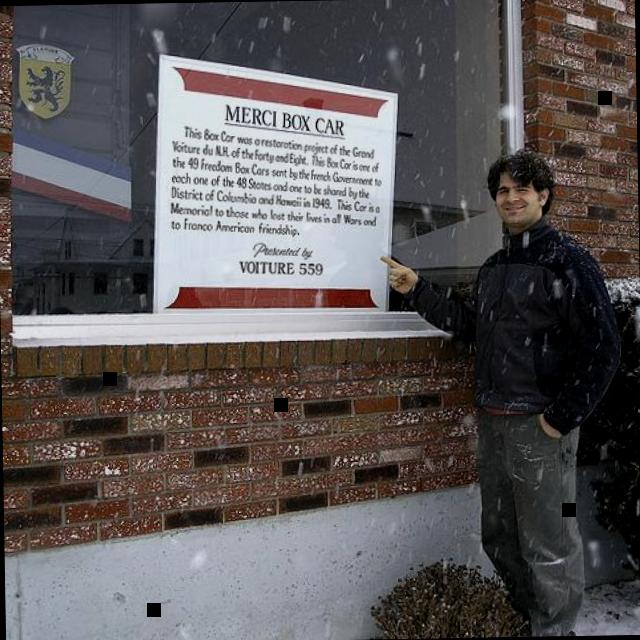 FLANDRE
MERCI BOX CAR
This Box Car was a restoration project of the Grand
Voiture du N.H. of the Forty and Eight. This Box Car is one of
the 49 Freedom Box Cars sent by the French Government to
each one of the 48 States and one to be shared by the
District of Columbia and Hawaii in 1949. This Car is a
Memorial to those who lost their lives in all Wars and
to Franco American friendship.
Presented by
VOITURE 559